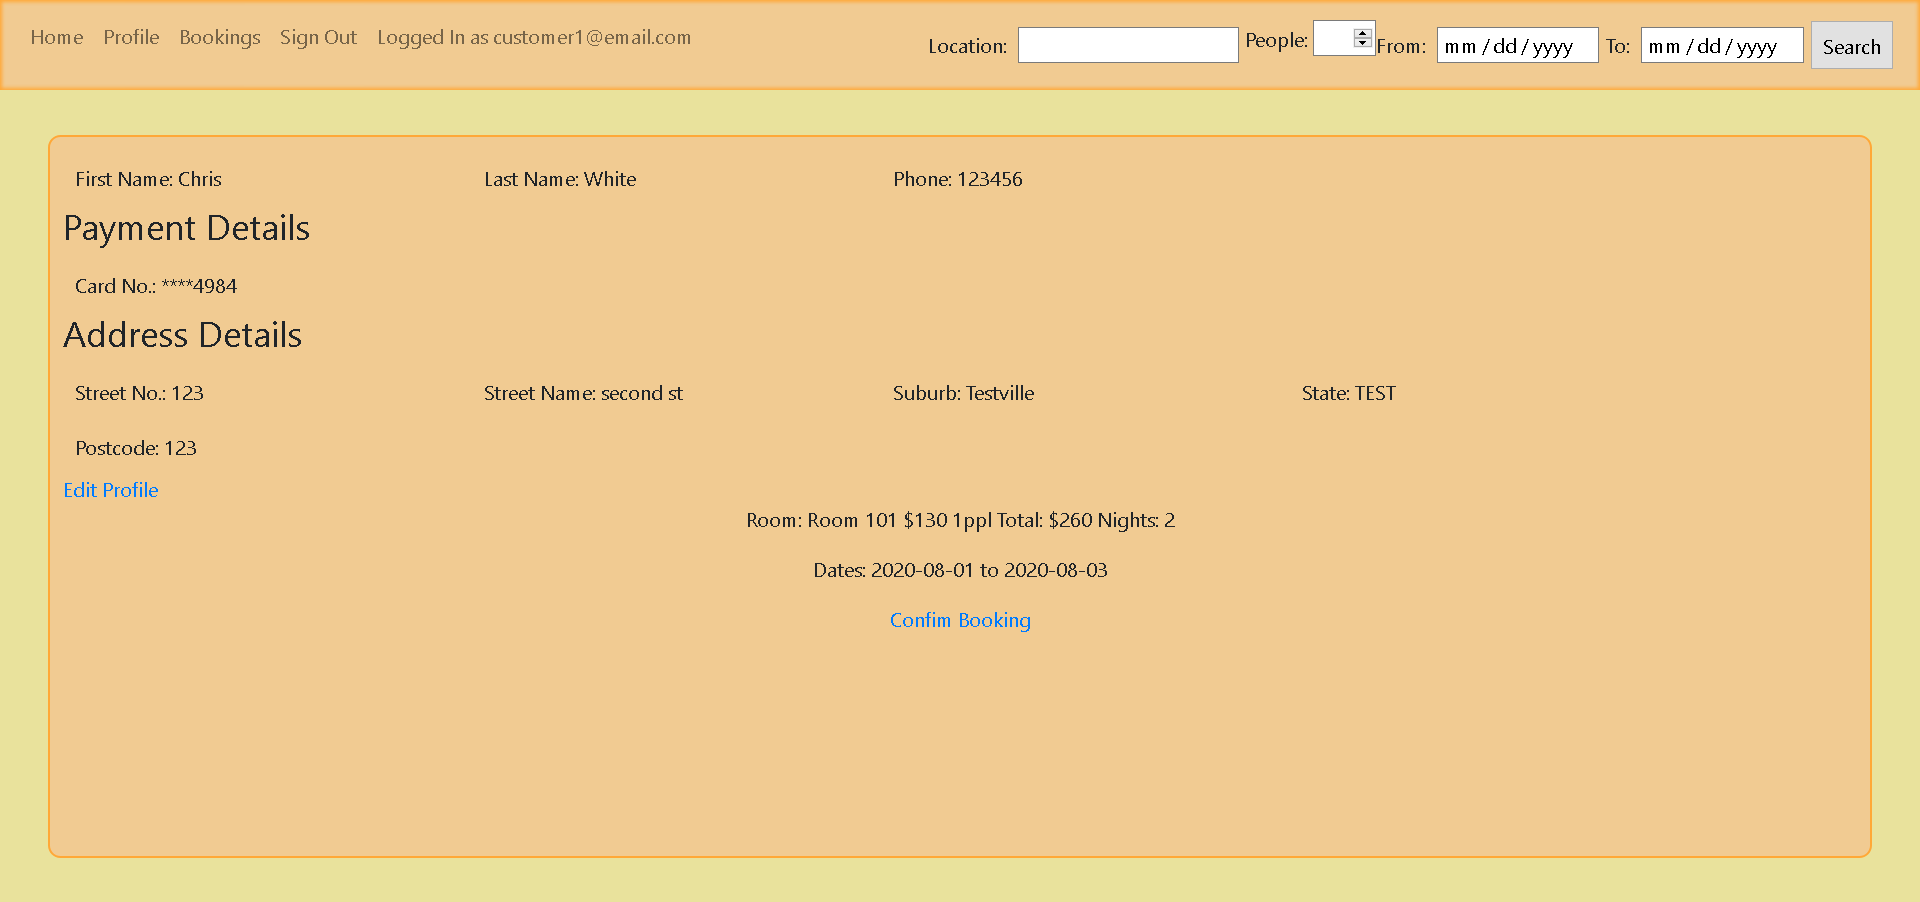 Home Profile Bookings Sign Out Logged In as customer1@email.com Location: People: From: mm/dd/yyyy To: mm/dd/yyyy Search
First Name: Chris Last Name: White Phone: 123456
Payment Details
Card No.: ****4984
Address Details
Street No.: 123 Street Name: second st Suburb: Testville State: TEST
Postcode: 123
Edit Profile
Room: Room 101 $130 1ppl Total: $260 Nights: 2
Dates: 2020-08-01 to 2020-08-03
Confim Booking